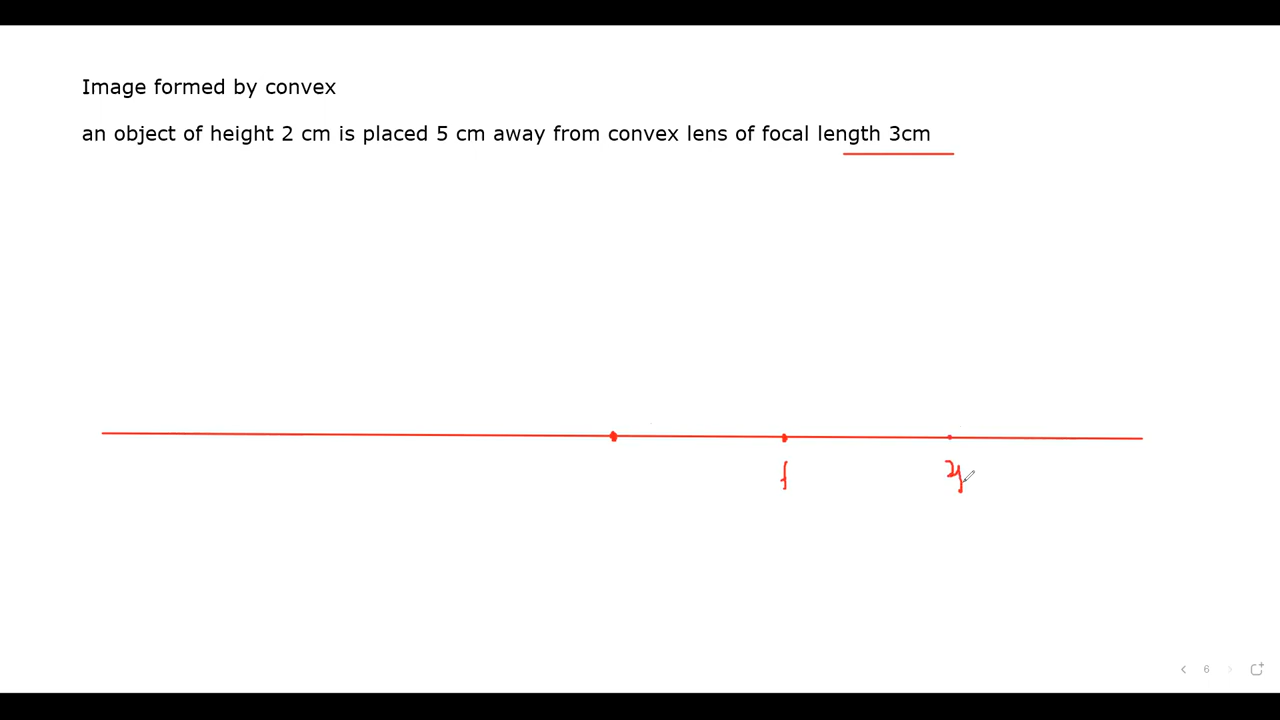 Image formed by convex
an object of height 2 cm is placed 5 cm away from convex lens of focal length 3cm
f 2f
6